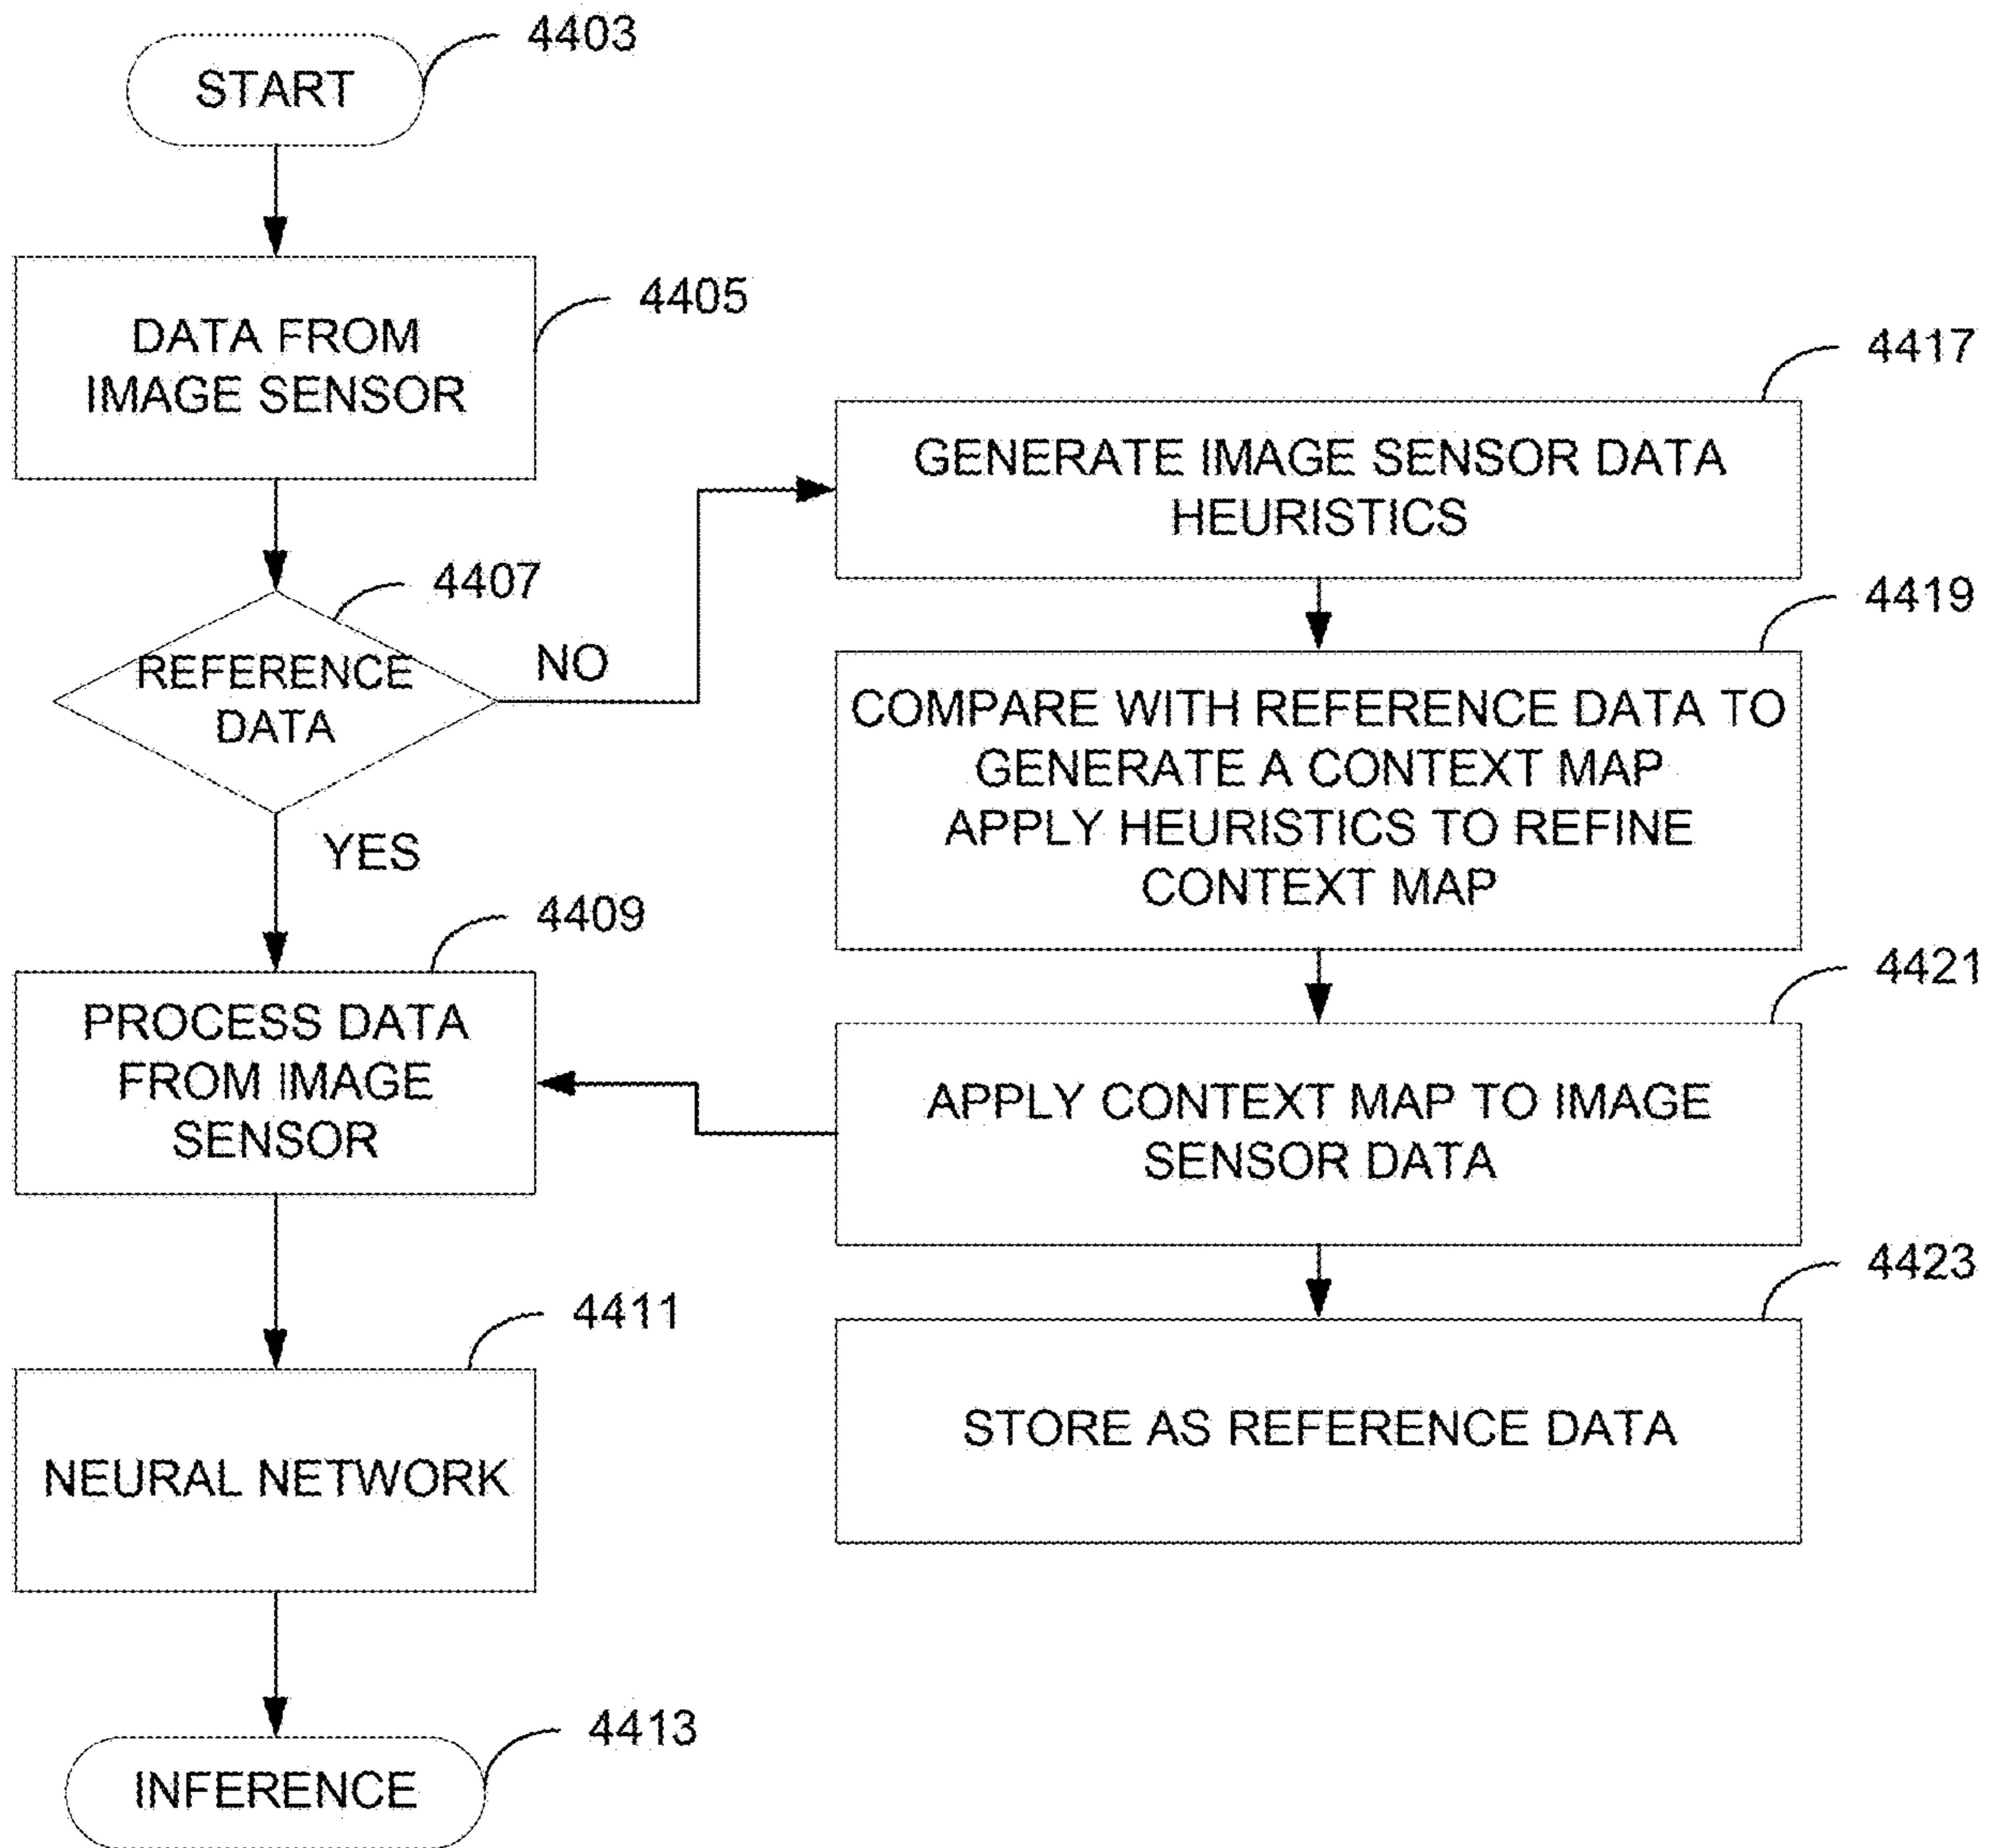 4403
START
4405
DATA FROM
IMAGE SENSOR
4407
REFERENCE
DATA
NO
YES
4409
PROCESS DATA
FROM IMAGE
SENSOR
4411
NEURAL NETWORK
4413
INFERENCE
4417
GENERATE IMAGE SENSOR DATA
HEURISTICS
4419
COMPARE WITH REFERENCE DATA TO
GENERATE A CONTEXT MAP
APPLY HEURISTICS TO REFINE
CONTEXT MAP
4421
APPLY CONTEXT MAP TO IMAGE
SENSOR DATA
4423
STORE AS REFERENCE DATA